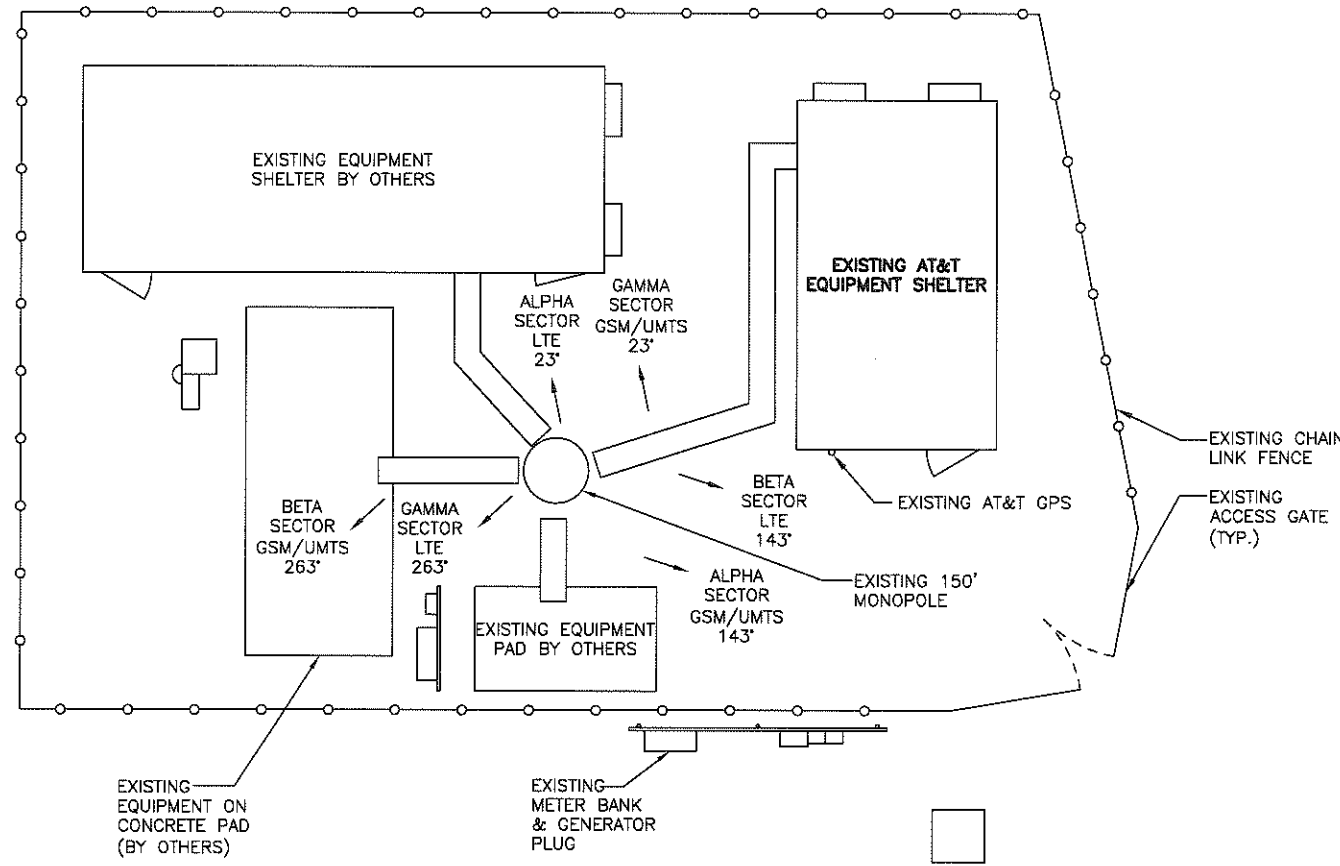 EXISTING EQUIPMENT
SHELTER BY OTHERS
EXISTING AT&T
EQUIPMENT SHELTER
ALPHA
SECTOR
LTE
23°
GAMMA
SECTOR
GSM/UMTS
23°
EXISTING CHAIN
LINK FENCE
EXISTING
ACCESS GATE
(TYP.)
EXISTING AT&T GPS
BETA
SECTOR
GSM/UMTS
263°
GAMMA
SECTOR
LTE
263°
BETA
SECTOR
LTE
143°
ALPHA
SECTOR
GSM/UMTS
143°
EXISTING 150'
MONOPOLE
EXISTING EQUIPMENT
PAD BY OTHERS
EXISTING
EQUIPMENT ON
CONCRETE PAD
(BY OTHERS)
EXISTING
METER BANK
& GENERATOR
PLUG